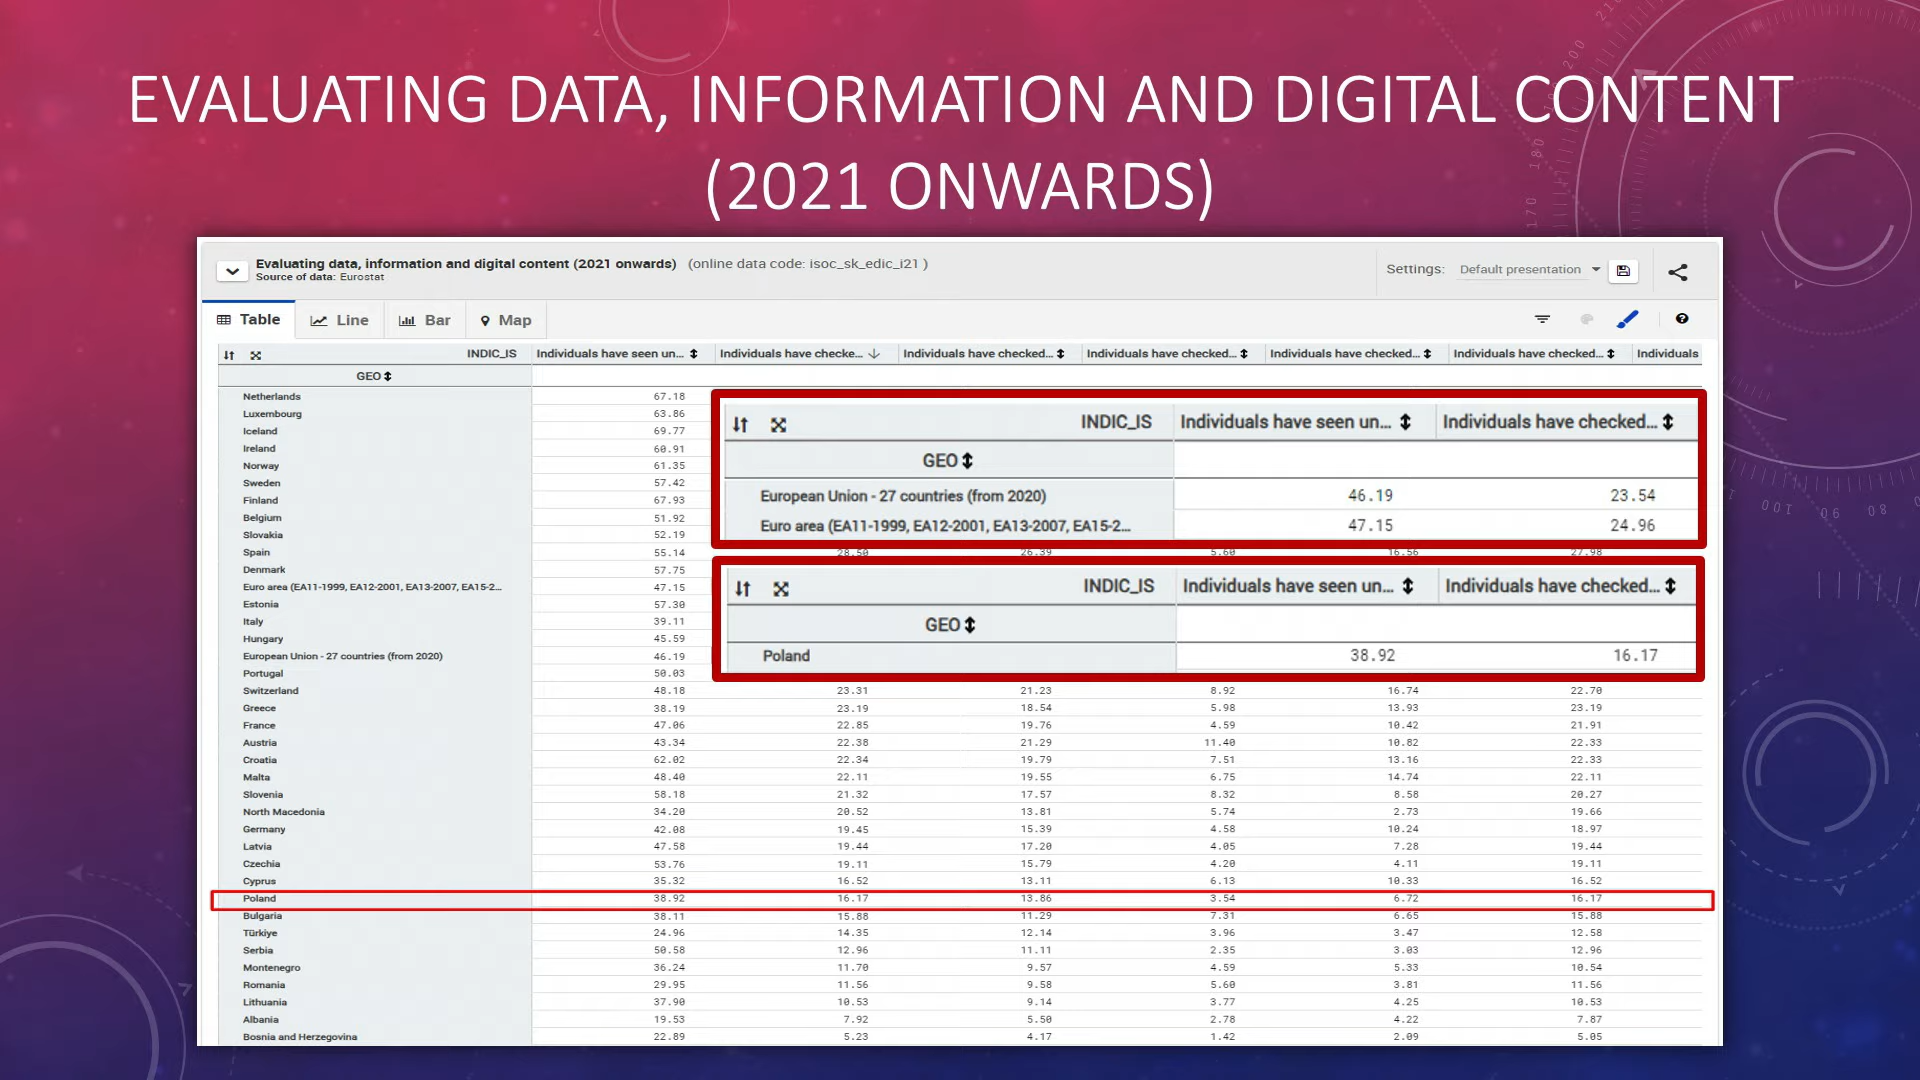 EVALUATING DATA, INFORMATION AND DIGITAL CONTENT
(2021 ONWARDS)
Evaluating data, information and digital content (2021 onwards) (online data code: isoc_sk_edic_i21 )
Source of data: Eurostat
Settings: Default presentation
Table Line Bar Map
INDIC_IS Individuals have seen un... Individuals have checke... Individuals have checked... Individuals have checked... Individuals have checked... Individuals have checked... Individuals
GEO
Netherlands 67.18
Luxembourg 63.86
Iceland 69.77
Ireland 60.91
Norway 61.35
Sweden 57.42
Finland 67.93
Belgium 51.92
Slovakia 52.19
Spain 55.14 28.50 26.39 5.60 16.56 27.98
Denmark 57.75
Euro area (EA11-1999, EA12-2001, EA13-2007, EA15-2... 47.15
Estonia 57.30
Italy 39.11
Hungary 45.59
European Union - 27 countries (from 2020) 46.19
Portugal 50.03
INDIC_IS Individuals have seen un... Individuals have checked...
GEO
European Union - 27 countries (from 2020) 46.19 23.54
Euro area (EA11-1999, EA12-2001, EA13-2007, EA15-2... 47.15 24.96
INDIC_IS Individuals have seen un... Individuals have checked...
GEO
Poland 38.92 16.17
Switzerland 48.18 23.31 21.23 8.92 16.74 22.70
Greece 38.19 23.19 18.54 5.98 13.93 23.19
France 47.06 22.85 19.76 4.59 10.42 21.91
Austria 43.34 22.38 21.29 11.40 10.82 22.33
Croatia 62.02 22.34 19.79 7.51 13.16 22.33
Malta 48.40 22.11 19.55 6.75 14.74 22.11
Slovenia 58.18 21.32 17.57 8.32 8.58 20.27
North Macedonia 34.20 20.52 13.81 5.74 2.73 19.66
Germany 42.08 19.45 15.39 4.58 10.24 18.97
Latvia 47.58 19.44 17.20 4.05 7.28 19.44
Czechia 53.76 19.11 15.79 4.20 4.11 19.11
Cyprus 35.32 16.52 13.11 6.13 10.33 16.52
Poland 38.92 16.17 13.86 3.54 6.72 16.17
Bulgaria 38.11 15.88 11.29 7.31 6.65 15.88
Türkiye 24.96 14.35 12.14 3.96 3.47 12.58
Serbia 50.58 12.96 11.11 2.35 3.03 12.96
Montenegro 36.24 11.70 9.57 4.59 5.33 10.54
Romania 29.95 11.56 9.58 5.60 3.81 11.56
Lithuania 37.90 10.53 9.14 3.77 4.25 10.53
Albania 19.53 7.92 5.50 2.78 4.22 7.87
Bosnia and Herzegovina 22.89 5.23 4.17 1.42 2.09 5.05